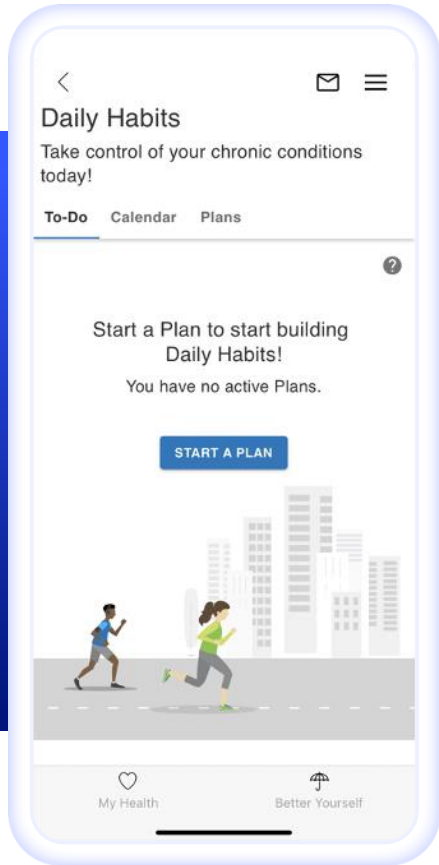 Daily Habits
Take control of your chronic conditions
today!
To-Do Calendar Plans
?
Start a Plan to start building
Daily Habits!
You have no active Plans.
START A PLAN
My Health Better Yourself